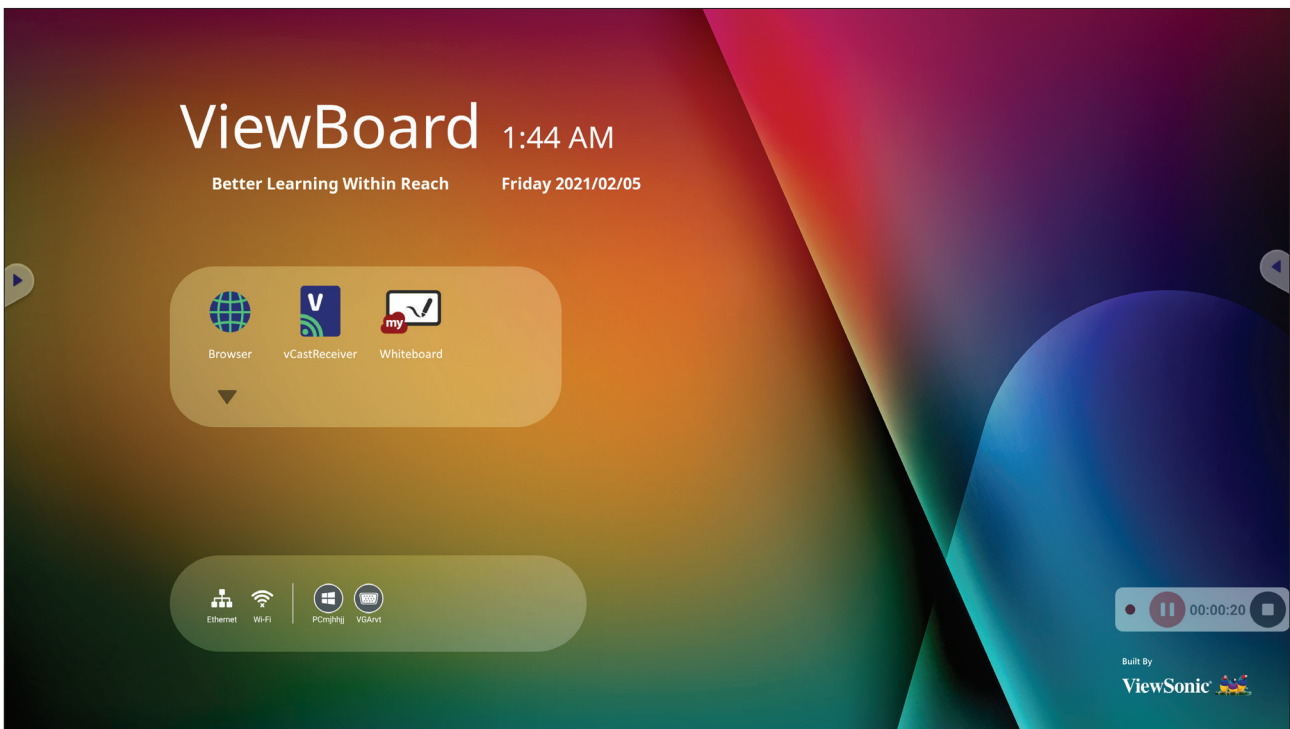 ViewBoard 1:44 AM
Better Learning Within Reach Friday 2021/02/05
V
my
Browser vCastReceiver Whiteboard
Ethernet Wi-Fi PCmjhhjj VGArvt
00:00:20
Built By
ViewSonic